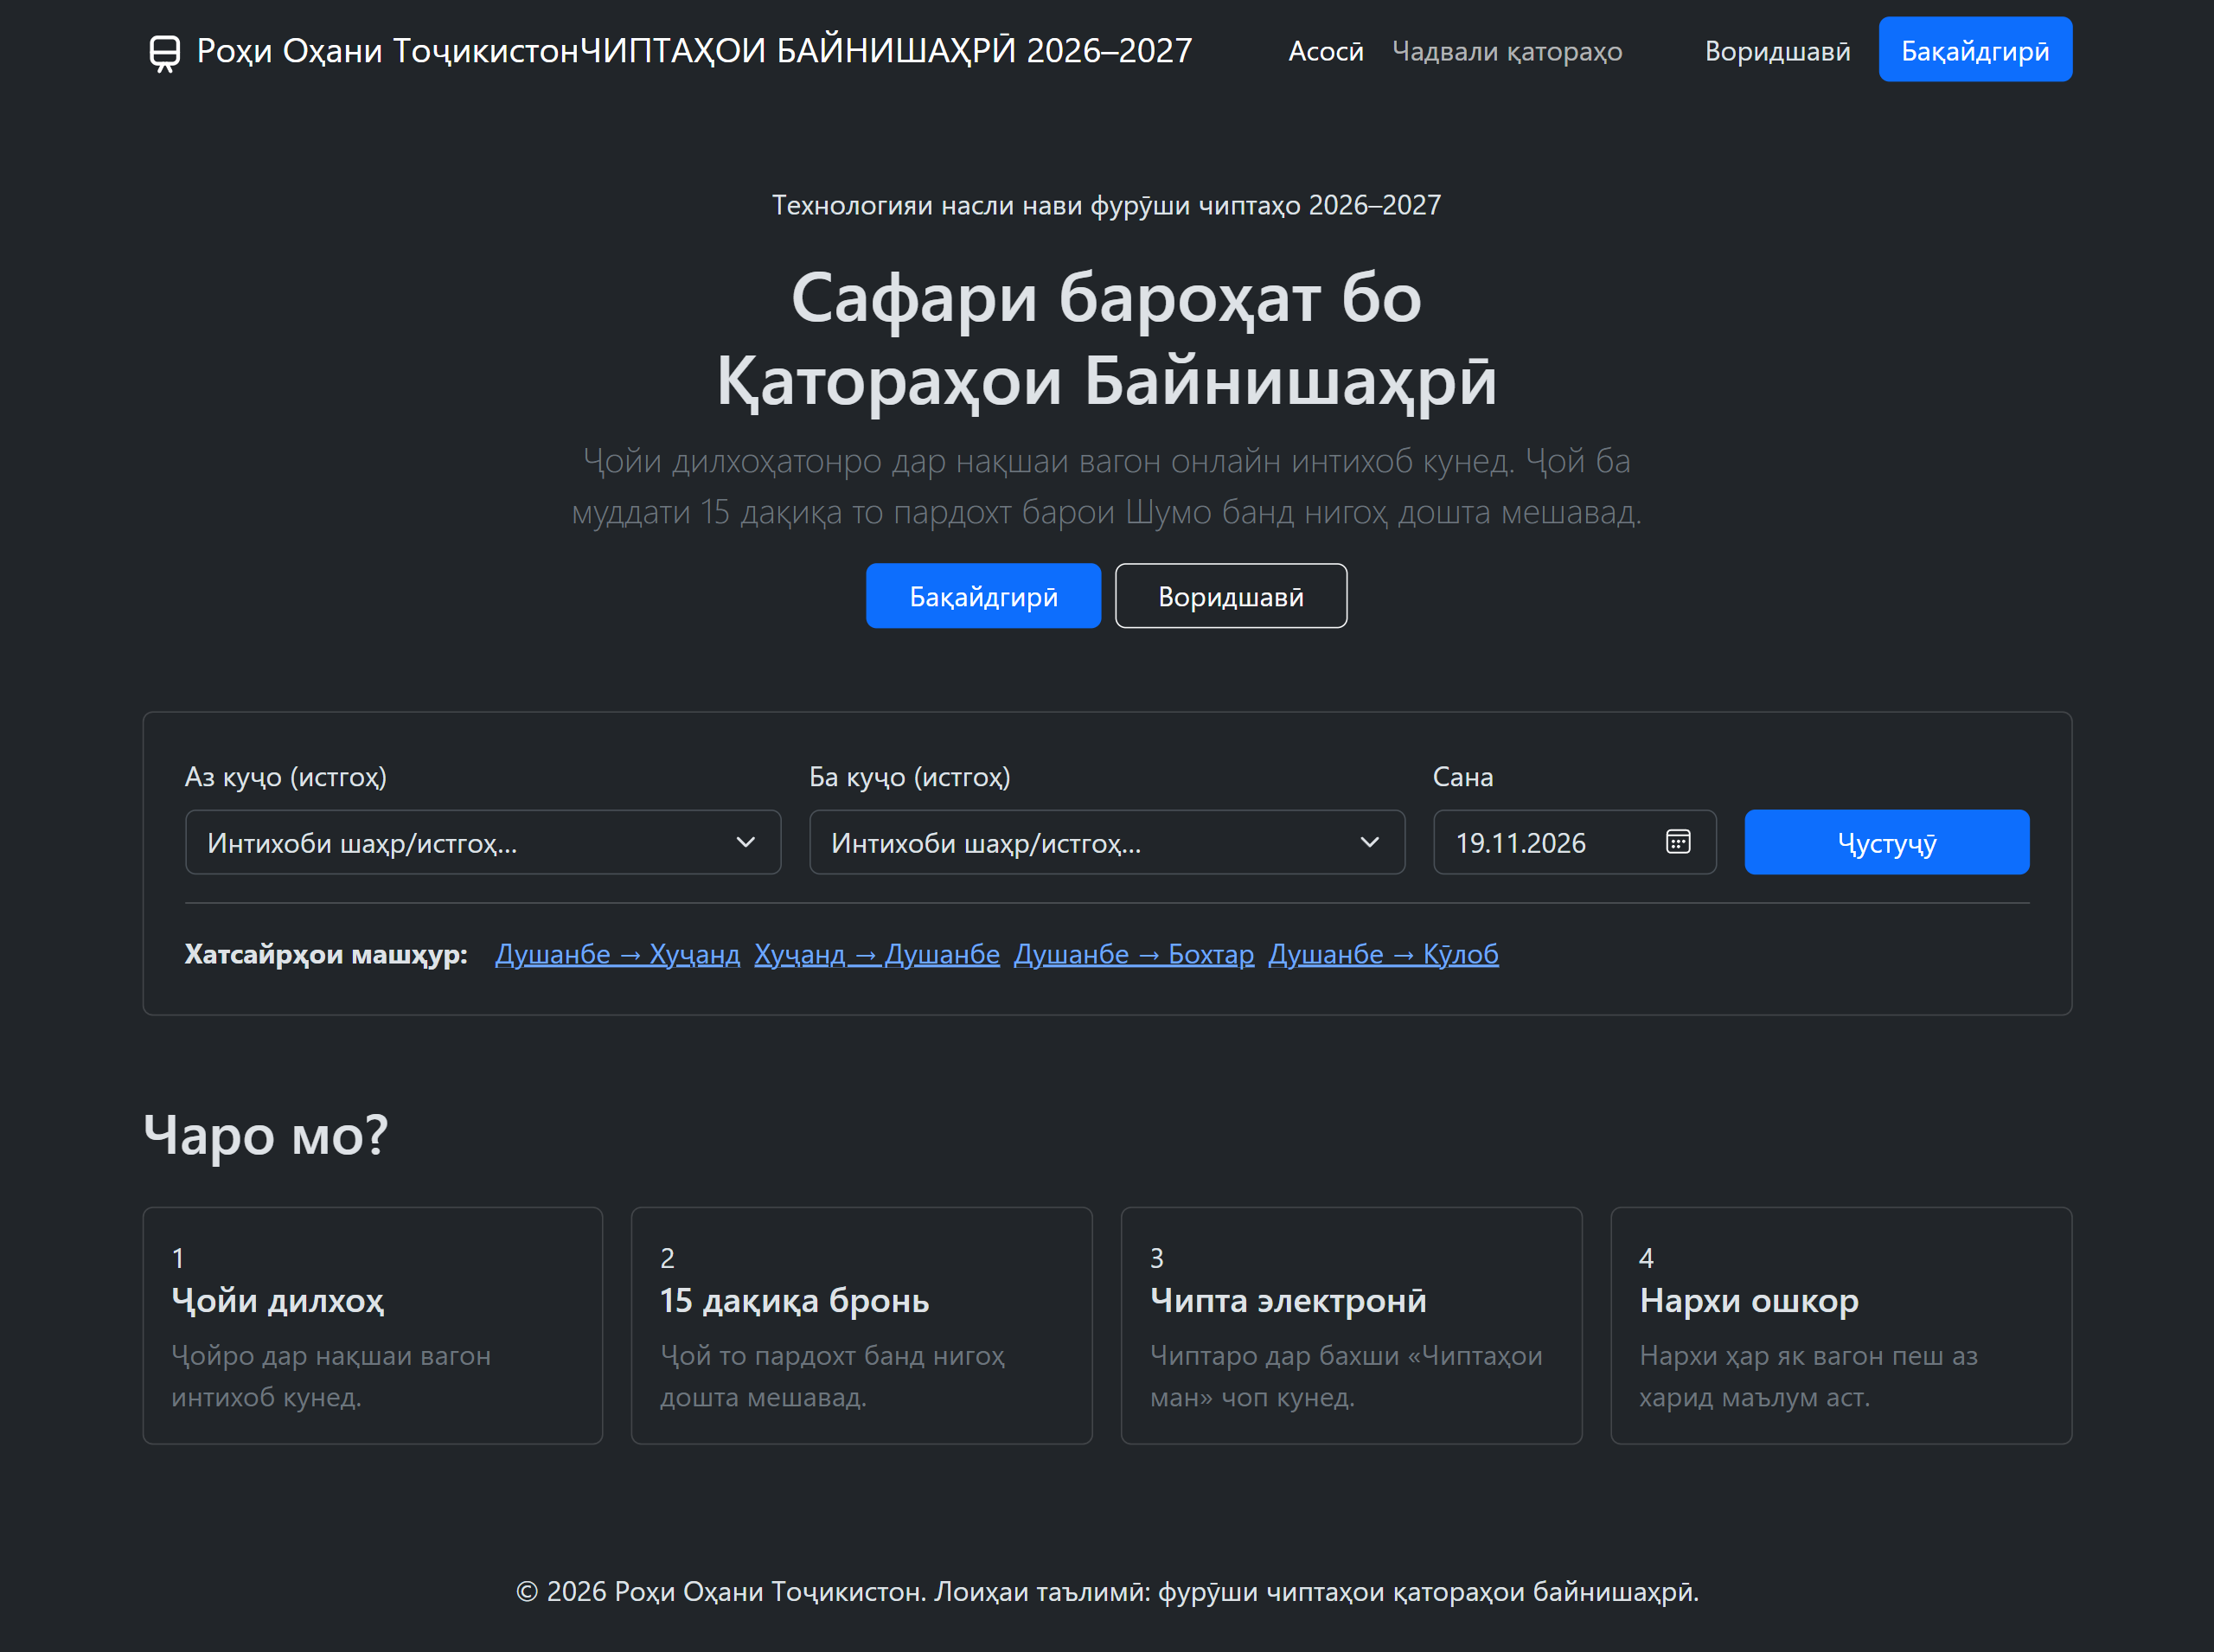 Роҳи Оҳани ТоҷикистонЧИПТАҲОИ БАЙНИШАҲРӢ 2026–2027
Асосӣ
Ҷадвали қатораҳо
Воридшавӣ
Бақайдгирӣ
Технологияи насли нави фурӯши чиптаҳо 2026–2027
Сафари бароҳат бо
Қатораҳои Байнишаҳрӣ
Ҷойи дилхоҳатонро дар нақшаи вагон онлайн интихоб кунед. Ҷой ба
муддати 15 дақиқа то пардохт барои Шумо банд нигоҳ дошта мешавад.
Бақайдгирӣ
Воридшавӣ
Аз куҷо (истгоҳ)
Ба куҷо (истгоҳ)
Сана
Интихоби шаҳр/истгоҳ...
Интихоби шаҳр/истгоҳ...
19.11.2026
Ҷустуҷӯ
Хатсайрҳои машҳур: Душанбе → Хуҷанд Хуҷанд → Душанбе Душанбе → Бохтар Душанбе → Кӯлоб
Чаро мо?
1
Ҷойи дилхоҳ
Ҷойро дар нақшаи вагон
интихоб кунед.
2
15 дақиқа бронь
Ҷой то пардохт банд нигоҳ
дошта мешавад.
3
Чипта электронӣ
Чиптаро дар бахши «Чиптаҳои
ман» чоп кунед.
4
Нархи ошкор
Нархи ҳар як вагон пеш аз
харид маълум аст.
© 2026 Роҳи Оҳани Тоҷикистон. Лоиҳаи таълимӣ: фурӯши чиптаҳои қатораҳои байнишаҳрӣ.